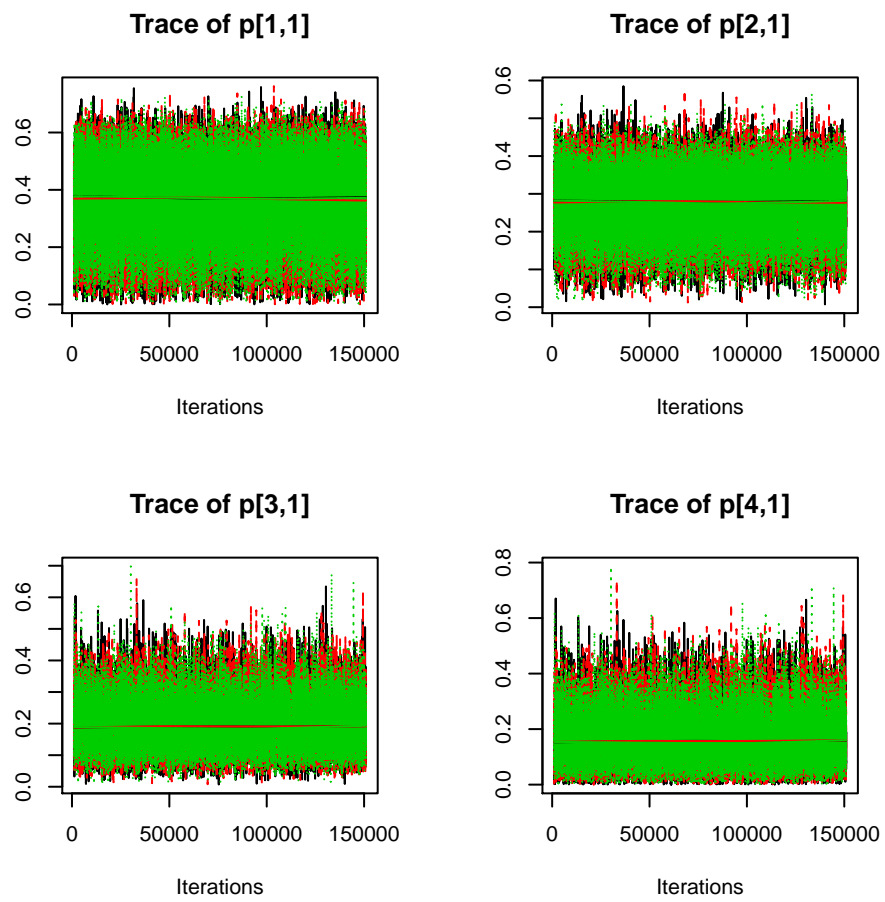 Trace of p[1,1]
0.0 0.2 0.4 0.6
0 50000 100000 150000
Iterations
Trace of p[2,1]
0.0 0.2 0.4 0.6
0 50000 100000 150000
Iterations
Trace of p[3,1]
0.0 0.2 0.4 0.6
0 50000 100000 150000
Iterations
Trace of p[4,1]
0.0 0.2 0.4 0.6 0.8
0 50000 100000 150000
Iterations